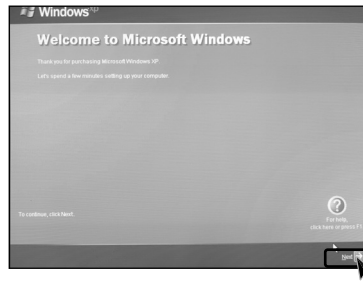 Windows xp
Welcome to Microsoft Windows
Thank you for purchasing Microsoft Windows XP.
Let's spend a few minutes setting up your computer.
To continue, click Next.
For help,
click here or press F1
Next